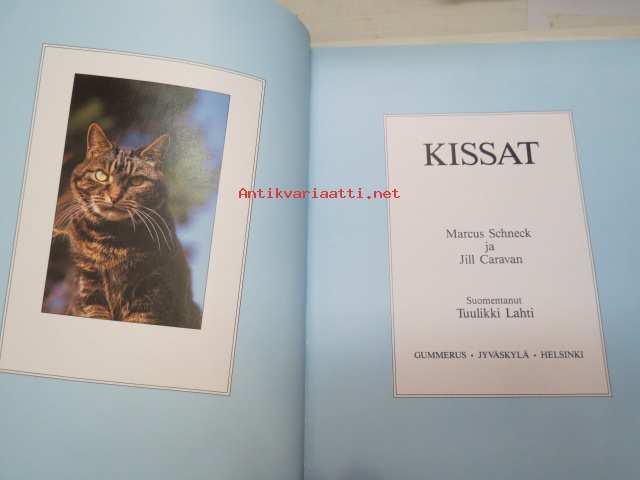 Antikvariaatti.net
KISSAT
Marcus Schneck
ja
Jill Caravan
Suomentanut
Tuulikki Lahti
GUMMERUS • JYVÄSKYLÄ • HELSINKI